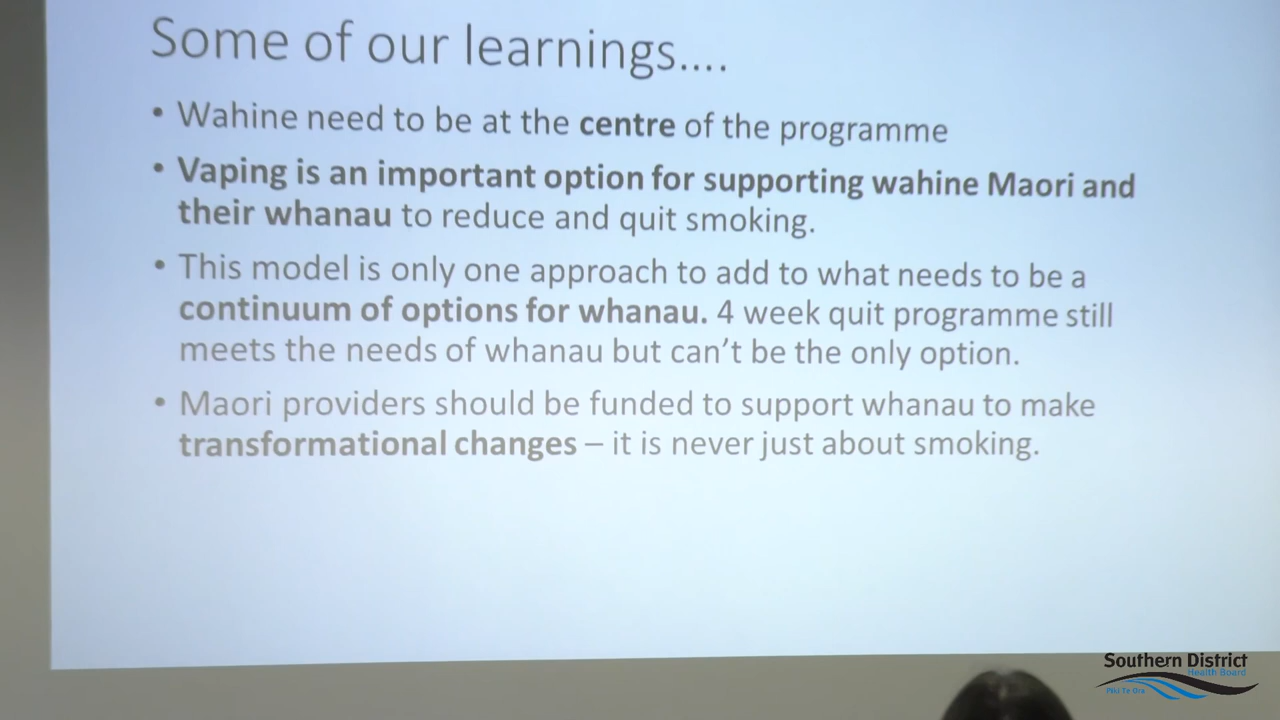 Some of our learnings....
• Wahine need to be at the centre of the programme
• Vaping is an important option for supporting wahine Maori and
their whanau to reduce and quit smoking.
• This model is only one approach to add to what needs to be a
continuum of options for whanau. 4 week quit programme still
meets the needs of whanau but can't be the only option.
• Maori providers should be funded to support whanau to make
transformational changes – it is never just about smoking.
Southern District
Health Board
Piki Te Ora